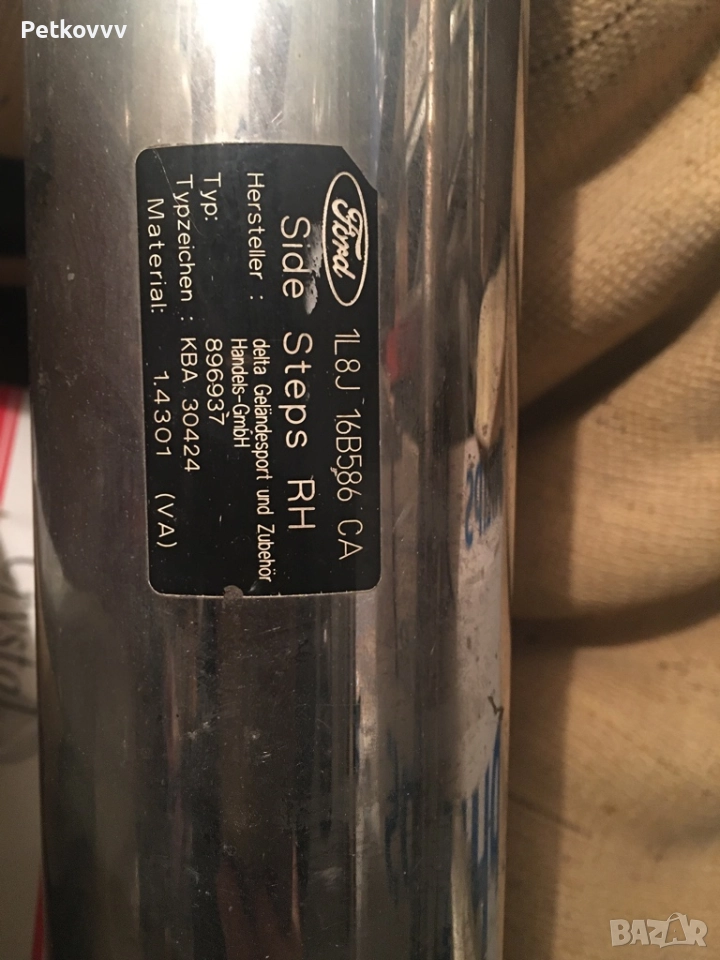 Petkovvv
Ford 1L8J 16B586 CA
Side Steps RH
Hersteller : delta Geländesport und Zubehör
Handels-GmbH
Typ: 896937
Typzeichen : KBA 30424
Material: 1.4301 (VA)
BAZAR